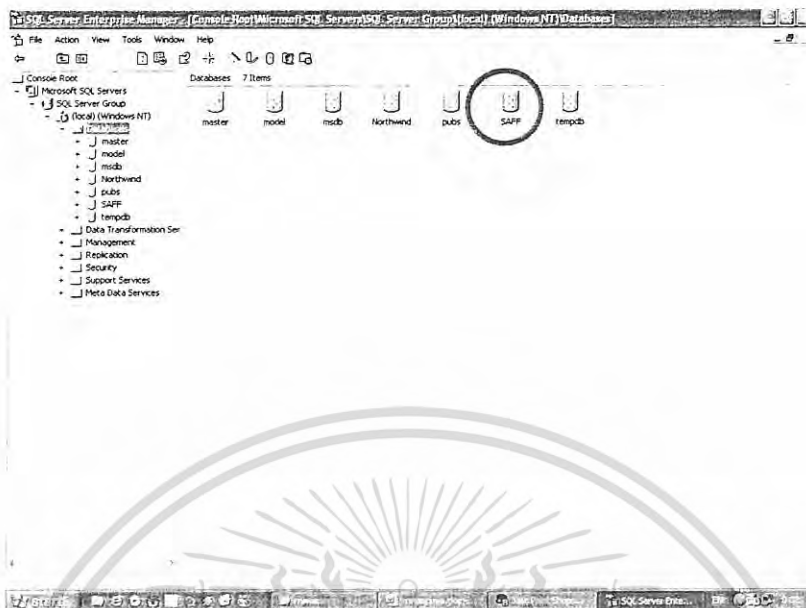 SQL Server Enterprise Manager - [Console Root\Microsoft SQL Servers\SQL Server Group\(local) (Windows NT)\Databases]
File Action View Tools Window Help
Console Root
Microsoft SQL Servers
SQL Server Group
(local) (Windows NT)
Databases
master
model
msdb
Northwind
pubs
SAFF
tempdb
Data Transformation Ser
Management
Replication
Security
Support Services
Meta Data Services
Databases 7 Items
master model msdb Northwind pubs SAFF tempdb
SQL Server Ente...